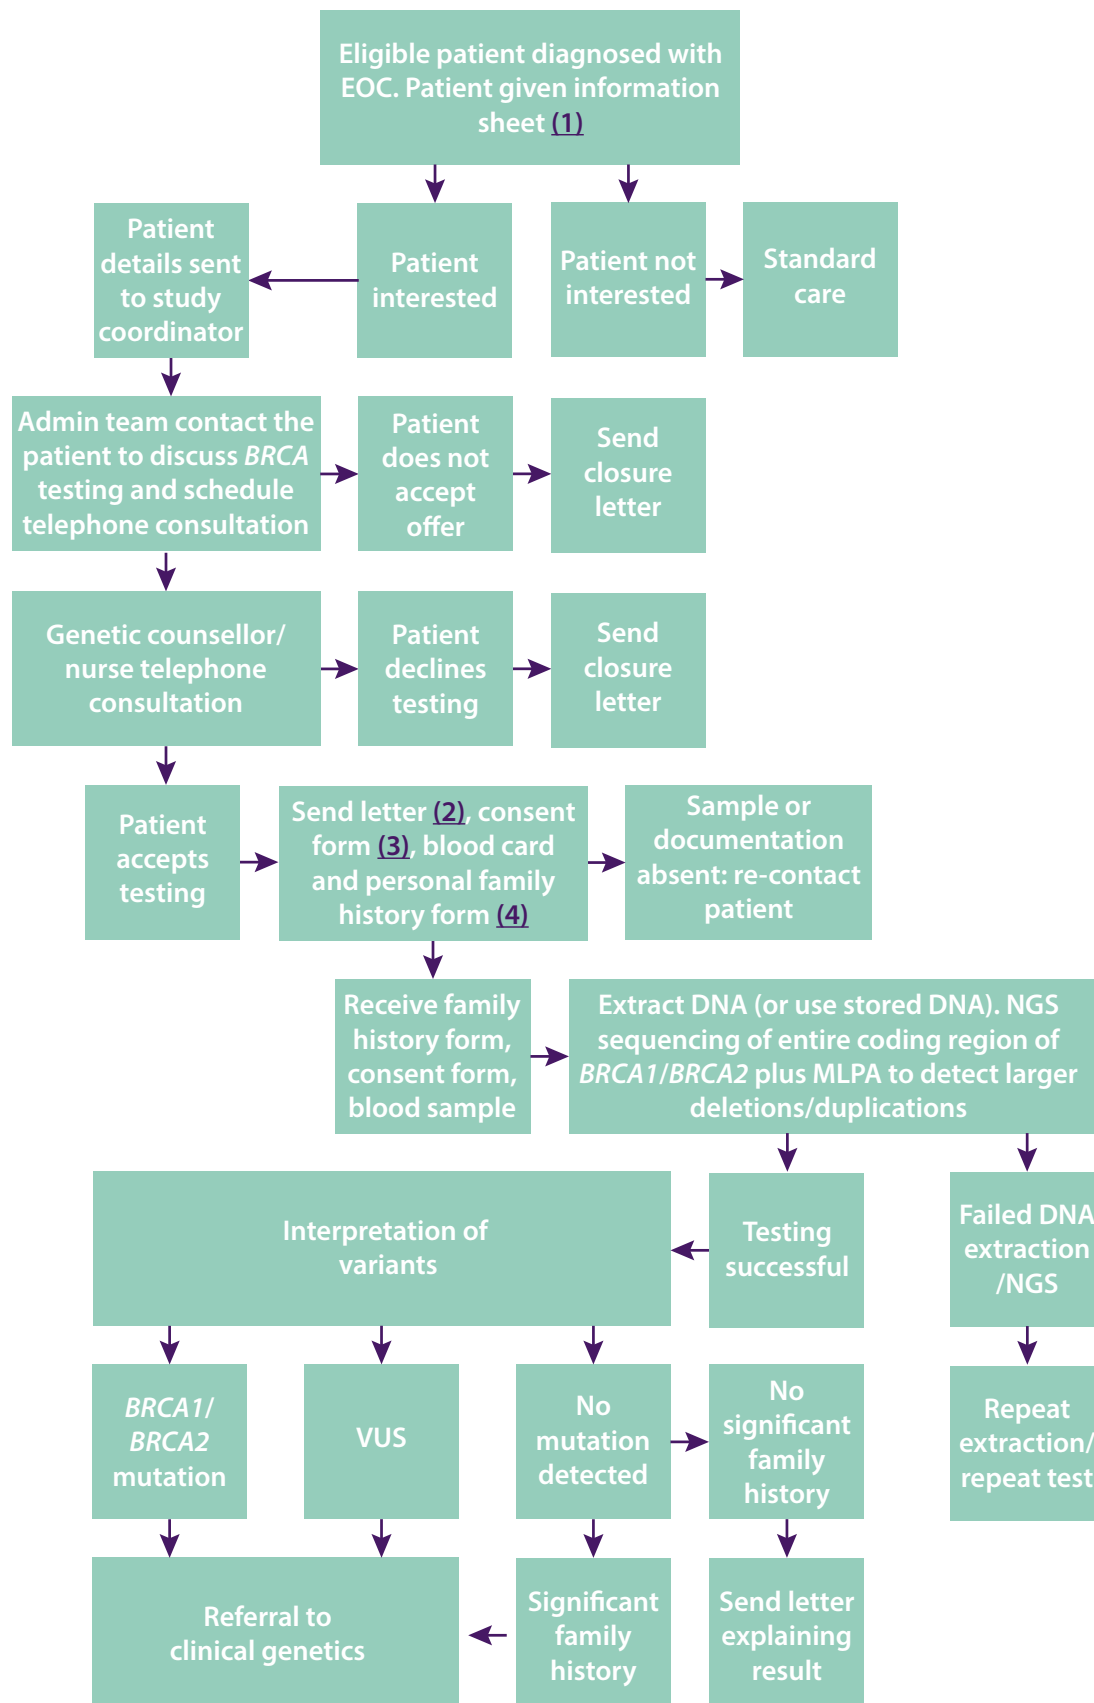 Eligible patient diagnosed with
EOC. Patient given information
sheet (1)
Patient
details sent
to study
coordinator
Patient
interested
Patient not
interested
Standard
care
Admin team contact the
patient to discuss BRCA
testing and schedule
telephone consultation
Patient
does not
accept
offer
Send
closure
letter
Genetic counsellor/
nurse telephone
consultation
Patient
declines
testing
Send
closure
letter
Patient
accepts
testing
Send letter (2), consent
form (3), blood card
and personal family
history form (4)
Sample or
documentation
absent: re-contact
patient
Receive family
history form,
consent form,
blood sample
Extract DNA (or use stored DNA). NGS
sequencing of entire coding region of
BRCA1/BRCA2 plus MLPA to detect larger
deletions/duplications
Interpretation of
variants
Testing
successful
Failed DNA
extraction
/NGS
BRCA1/
BRCA2
mutation
VUS
No
mutation
detected
No
significant
family
history
Repeat
extraction/
repeat test
Referral to
clinical genetics
Significant
family
history
Send letter
explaining
result